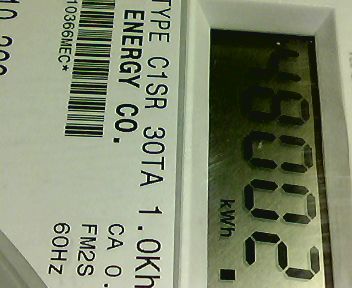 TYPE C1SR 30TA 1.0Kh
ENERGY CO.
10366MEC*
CA 0.
FM2S
60HZ
48002
kWh